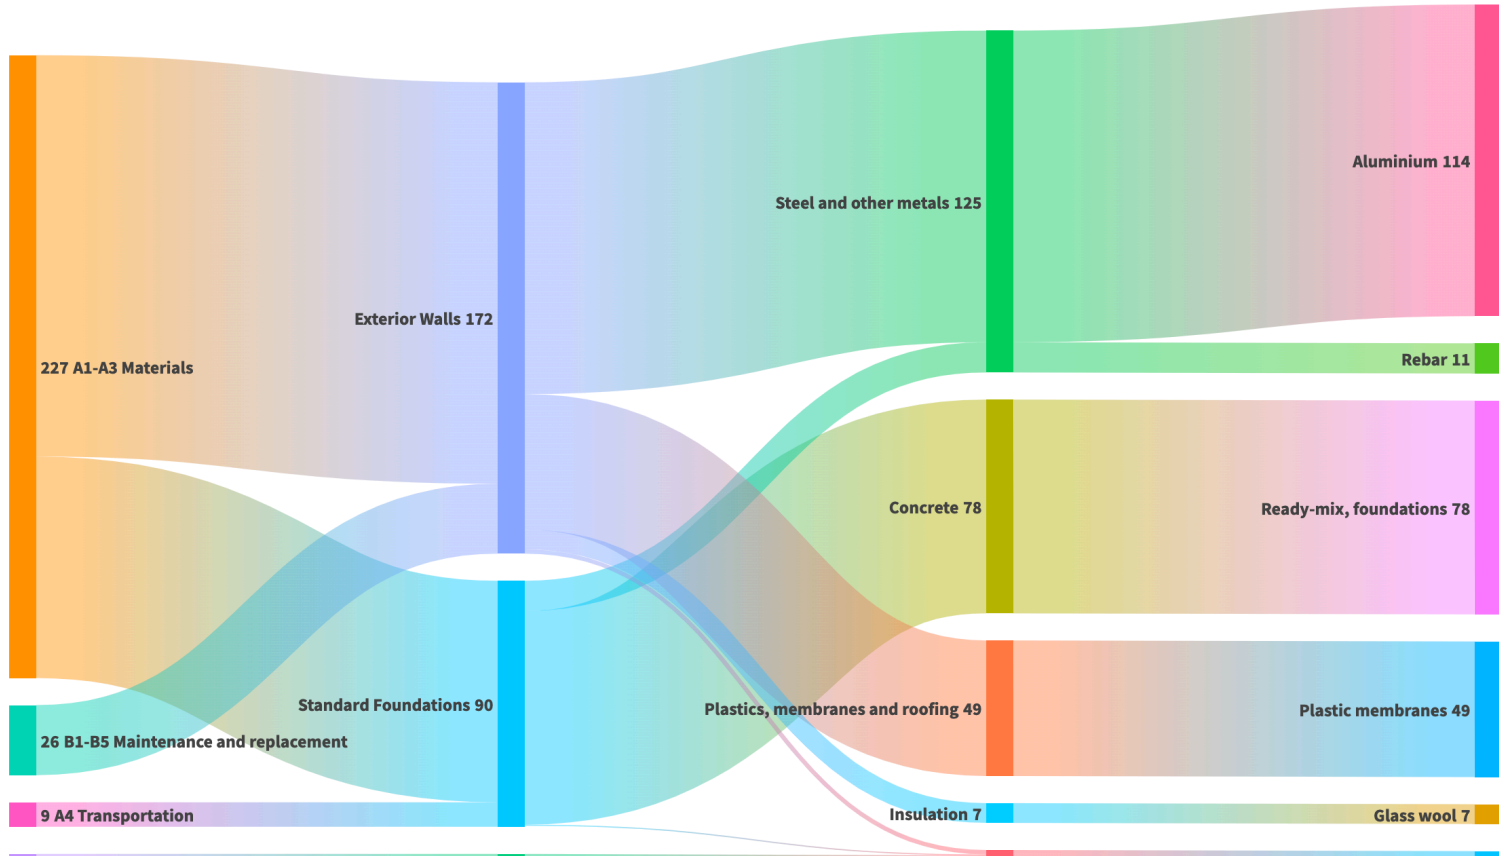 227 A1-A3 Materials
26 B1-B5 Maintenance and replacement
9 A4 Transportation
Exterior Walls 172
Standard Foundations 90
Steel and other metals 125
Concrete 78
Plastics, membranes and roofing 49
Insulation 7
Aluminium 114
Rebar 11
Ready-mix, foundations 78
Plastic membranes 49
Glass wool 7